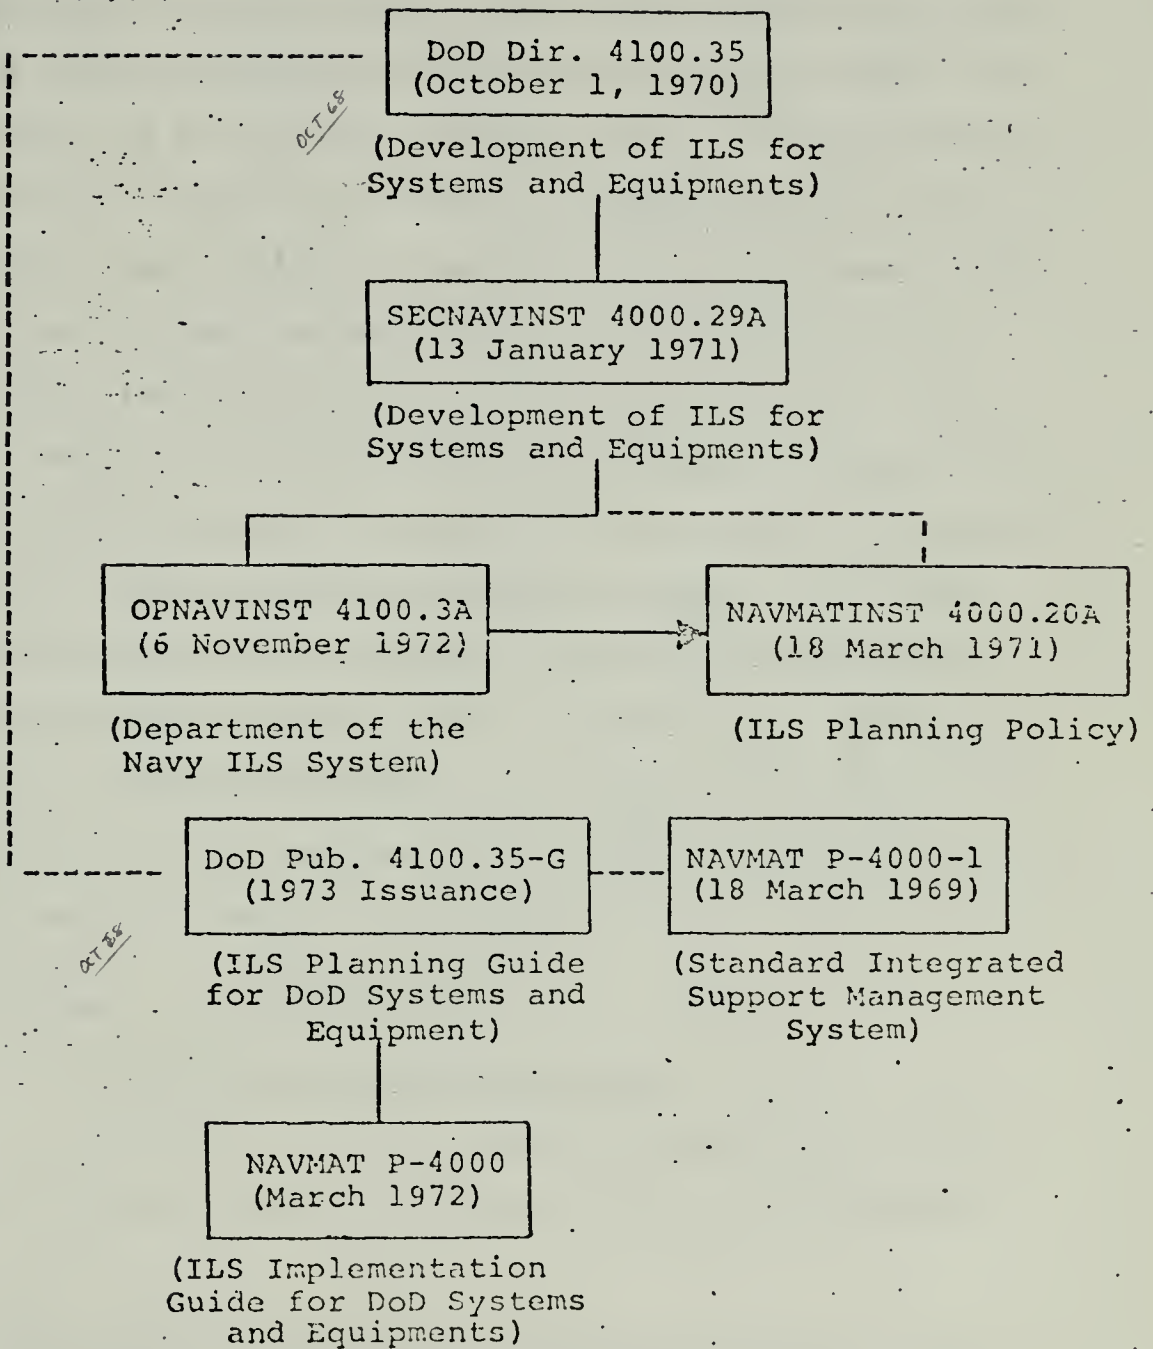 DoD Dir. 4100.35
(October 1, 1970)
OCT 68
(Development of ILS for
Systems and Equipments)
SECNAVINST 4000.29A
(13 January 1971)
(Development of ILS for
Systems and Equipments)
OPNAVINST 4100.3A
(6 November 1972)
NAVMATINST 4000.20A
(18 March 1971)
(Department of the
Navy ILS System)
(ILS Planning Policy)
DoD Pub. 4100.35-G
(1973 Issuance)
NAVMAT P-4000-1
(18 March 1969)
OCT
(ILS Planning Guide
for DoD Systems and
Equipment)
(Standard Integrated
Support Management
System)
NAVMAT P-4000
(March 1972)
(ILS Implementation
Guide for DoD Systems
and Equipments)